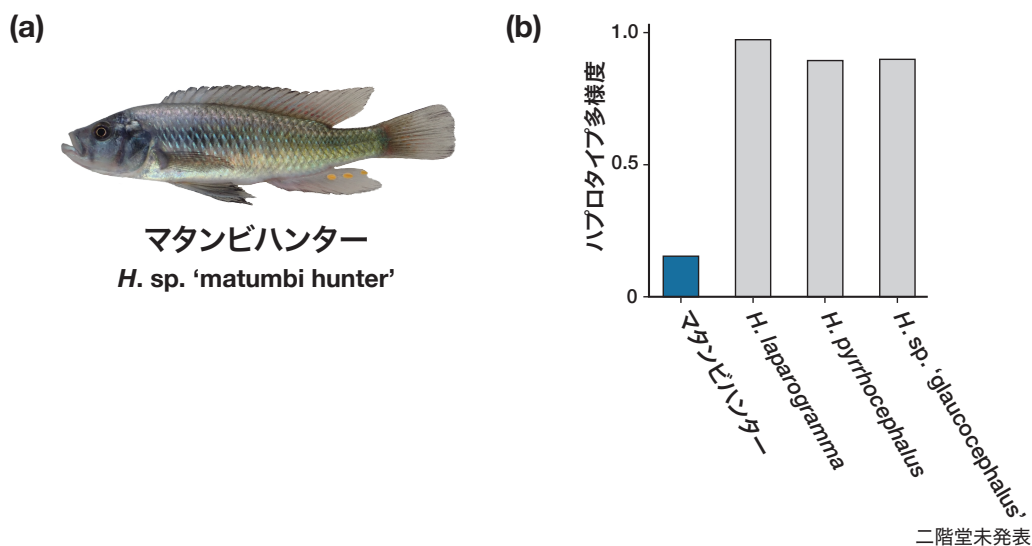 (a)
マタンビハンター
H. sp. ‘matumbi hunter’
(b)
ハプロタイプ多様度
1.0
0.5
0
マタンビハンター
H. laparogramma
H. pyrrhocephalus
H. sp. ‘glaucocephalus’
二階堂未発表